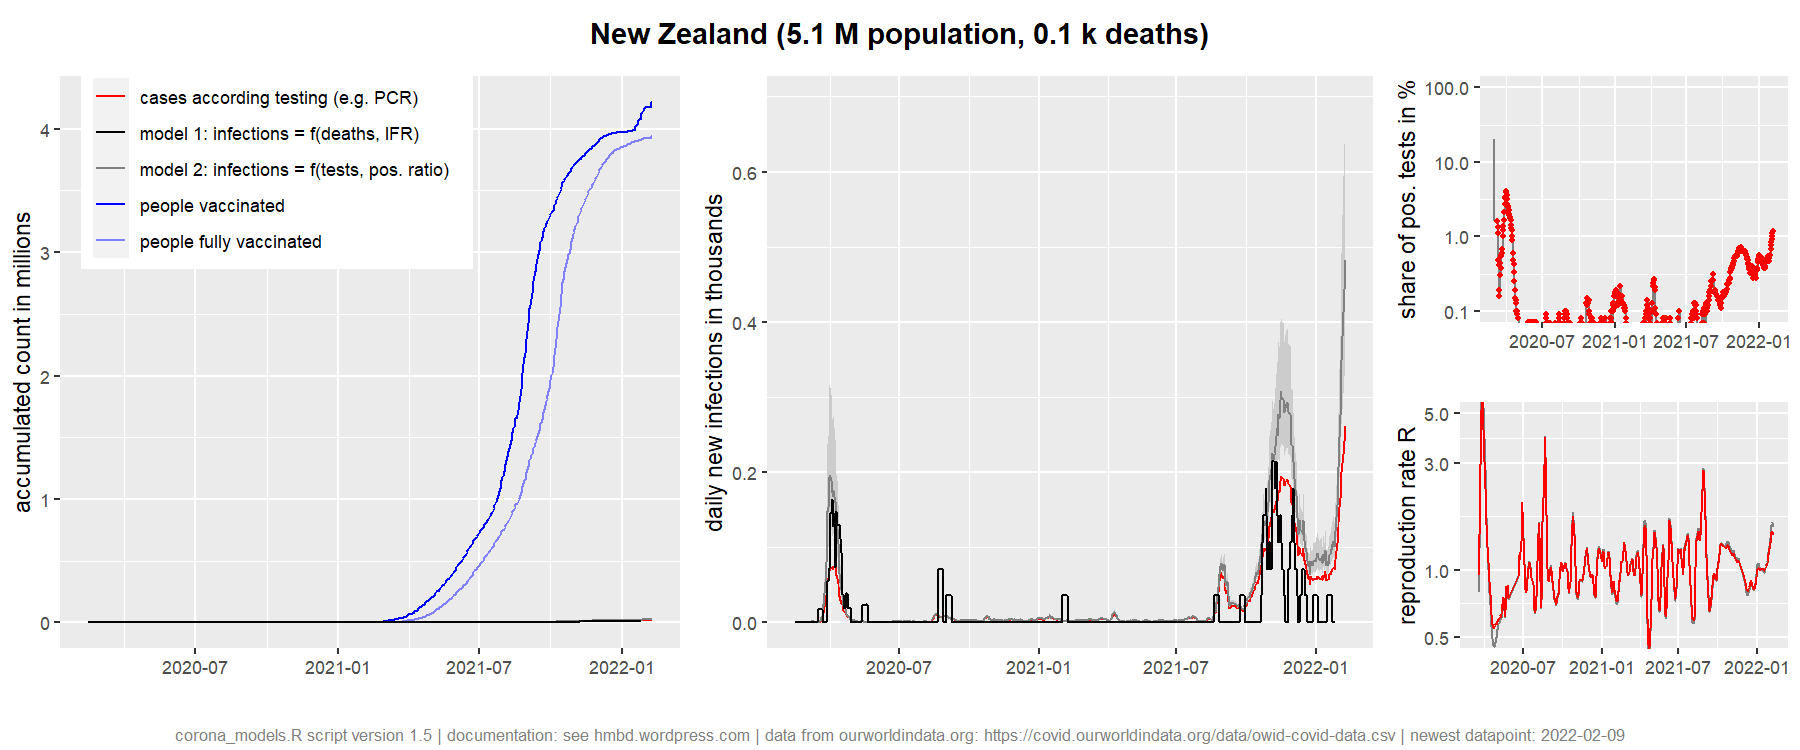 New Zealand (5.1 M population, 0.1 k deaths)
accumulated count in millions
4
3
2
1
0
cases according testing (e.g. PCR)
model 1: infections = f(deaths, IFR)
model 2: infections = f(tests, pos. ratio)
people vaccinated
people fully vaccinated
2020-07 2021-01 2021-07 2022-01
daily new infections in thousands
0.6
0.4
0.2
0.0
2020-07 2021-01 2021-07 2022-01
share of pos. tests in %
100.0
10.0
1.0
0.1
2020-07 2021-01 2021-07 2022-01
reproduction rate R
5.0
3.0
1.0
0.5
2020-07 2021-01 2021-07 2022-01
corona_models.R script version 1.5 | documentation: see hmbd.wordpress.com | data from ourworldindata.org: https://covid.ourworldindata.org/data/owid-covid-data.csv | newest datapoint: 2022-02-09